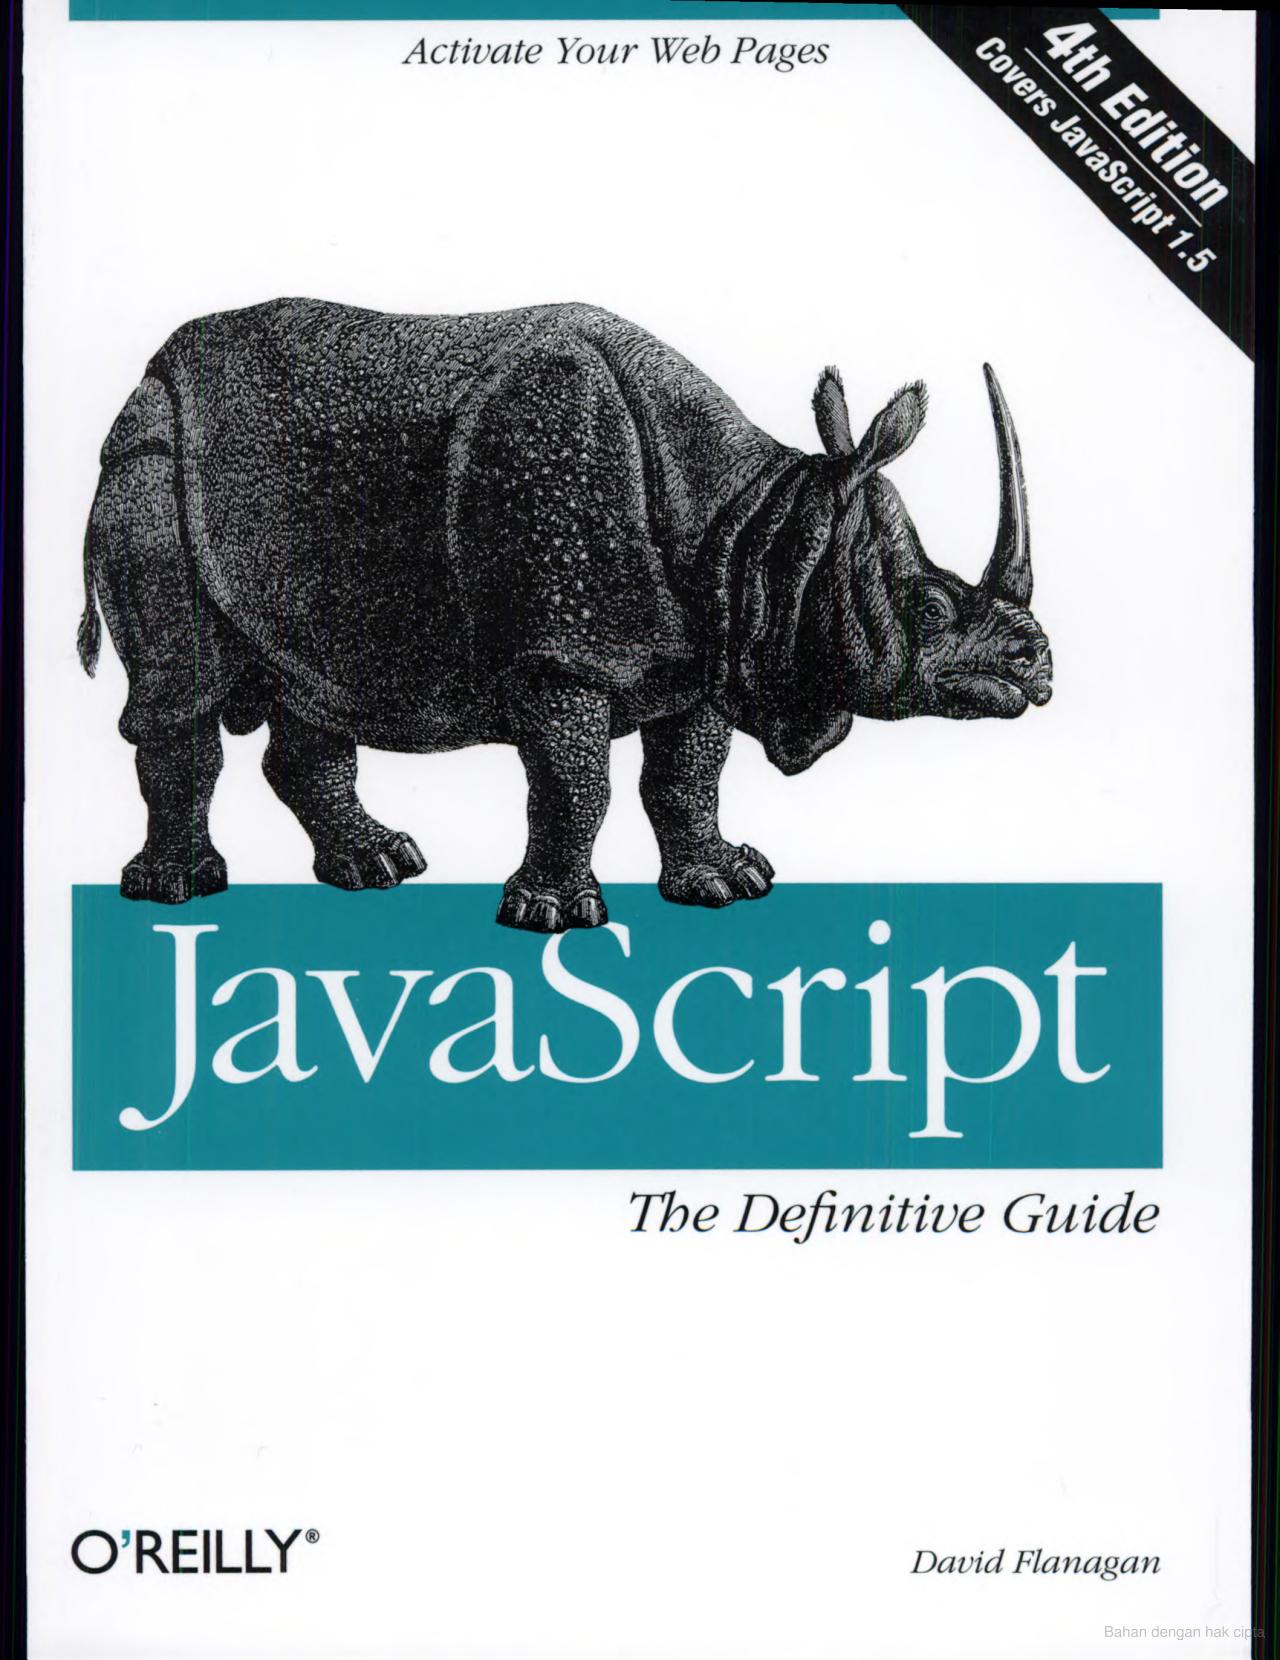 Activate Your Web Pages
4th Edition
Covers JavaScript 1.5
JavaScript
The Definitive Guide
O'REILLY®
David Flanagan
Bahan dengan hak cipta